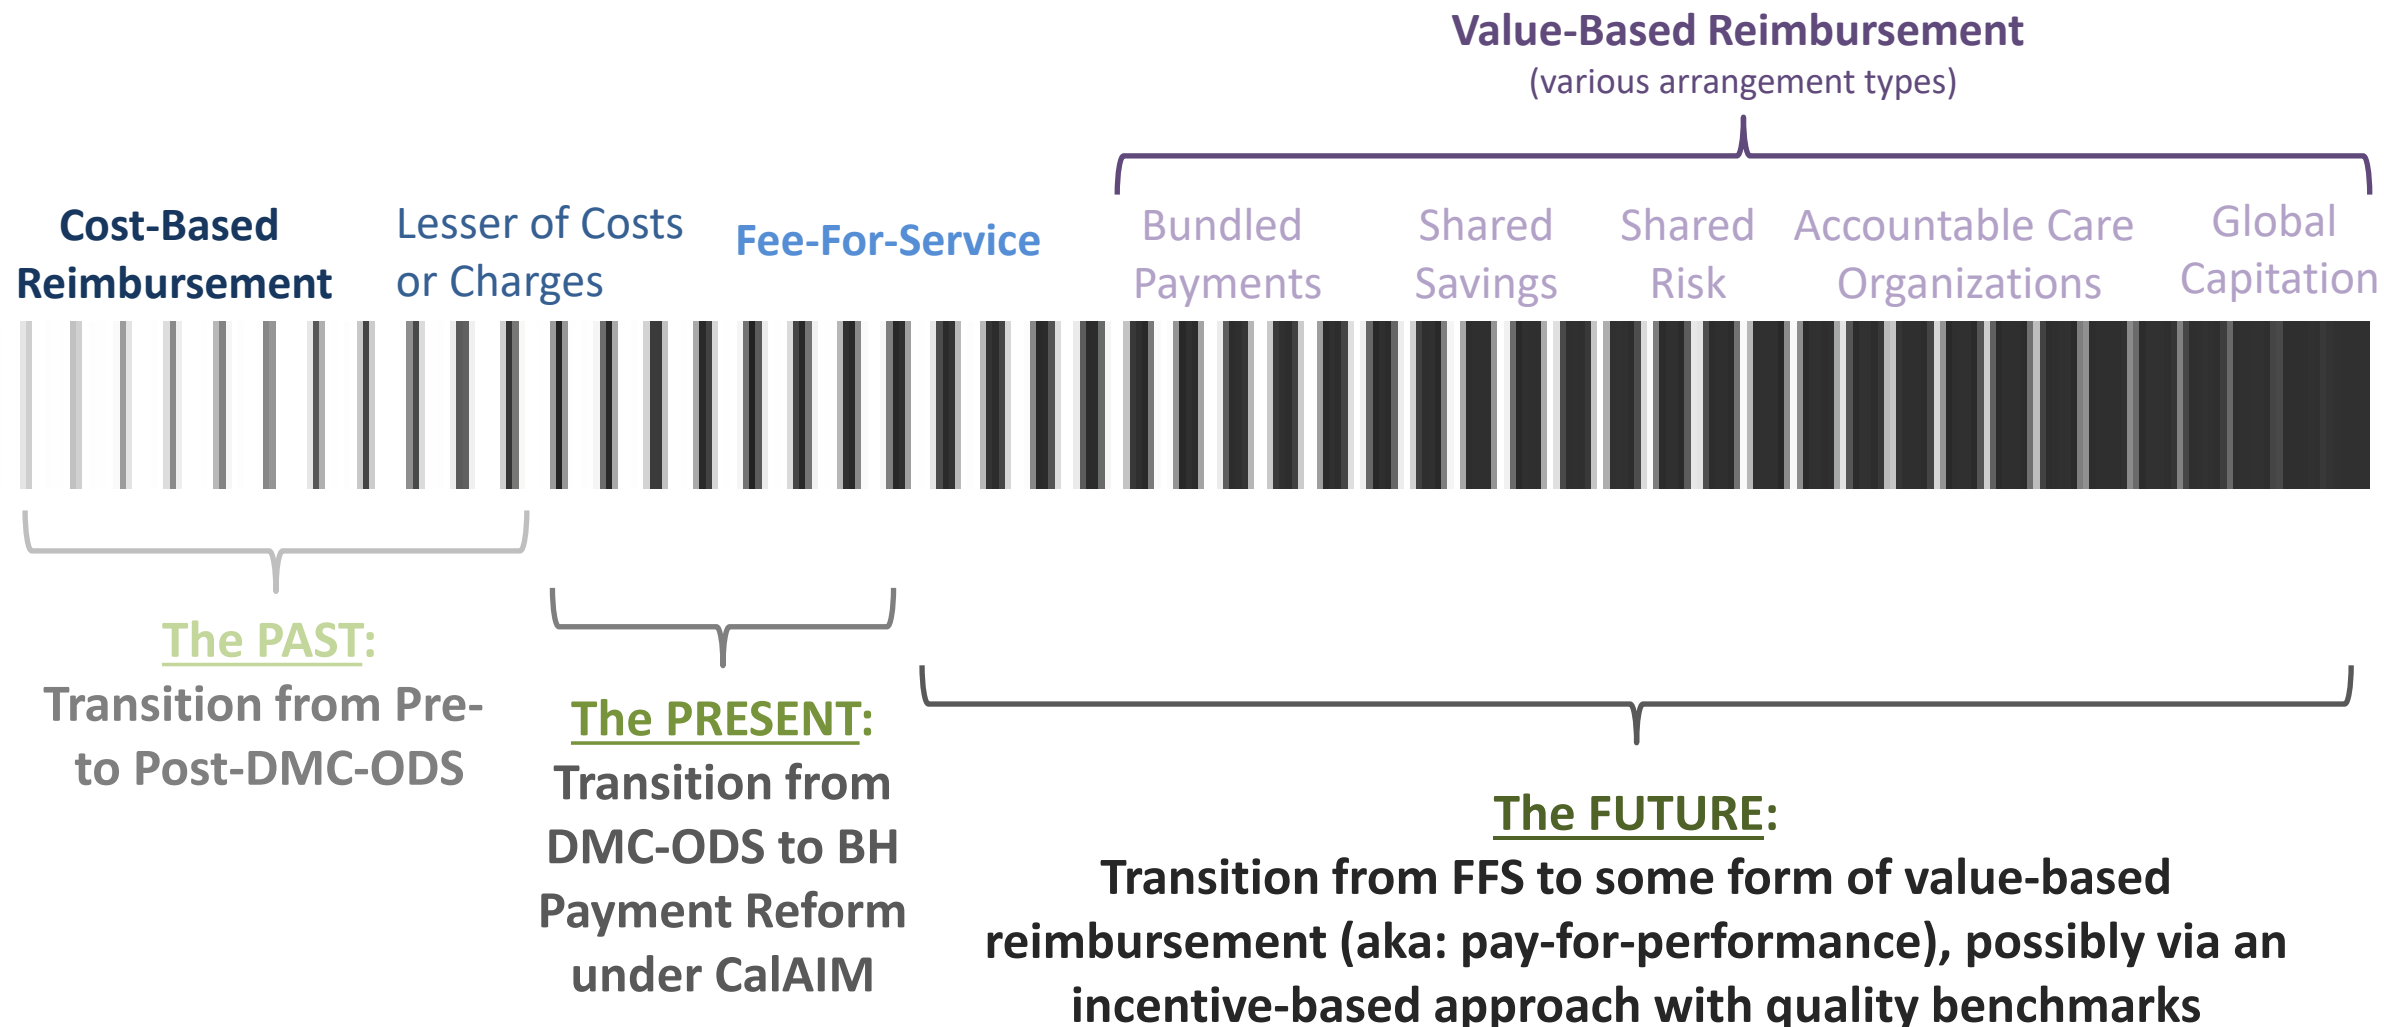 Value-Based Reimbursement
(various arrangement types)
Cost-Based
Reimbursement
Lesser of Costs
or Charges
Fee-For-Service
Bundled
Payments
Shared
Savings
Shared
Risk
Accountable Care
Organizations
Global
Capitation
The PAST:
Transition from Pre-
to Post-DMC-ODS
The PRESENT:
Transition from
DMC-ODS to BH
Payment Reform
under CalAIM
The FUTURE:
Transition from FFS to some form of value-based
reimbursement (aka: pay-for-performance), possibly via an
incentive-based approach with quality benchmarks